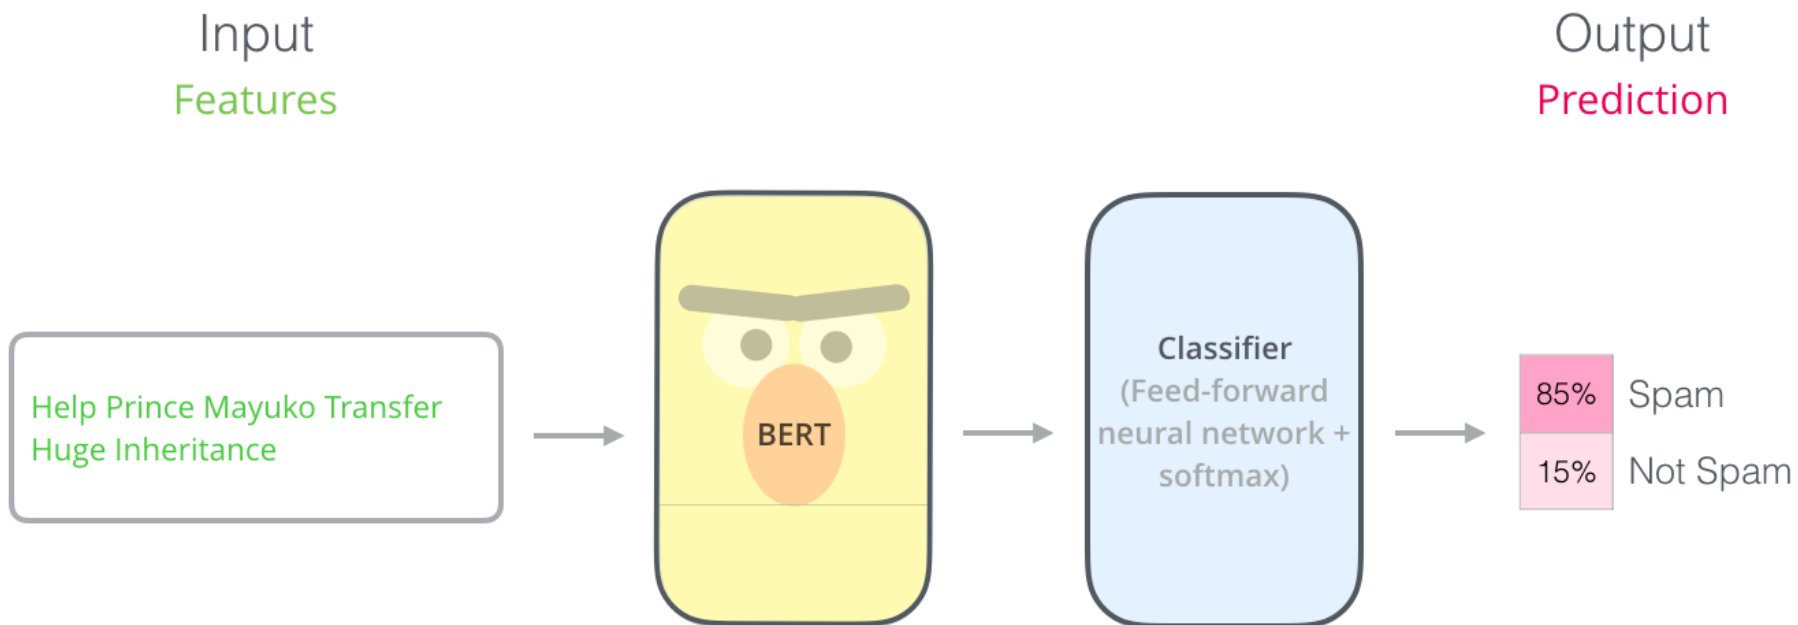 Input
Features
Output
Prediction
Help Prince Mayuko Transfer
Huge Inheritance
BERT
Classifier
(Feed-forward
neural network +
softmax)
85% Spam
15% Not Spam